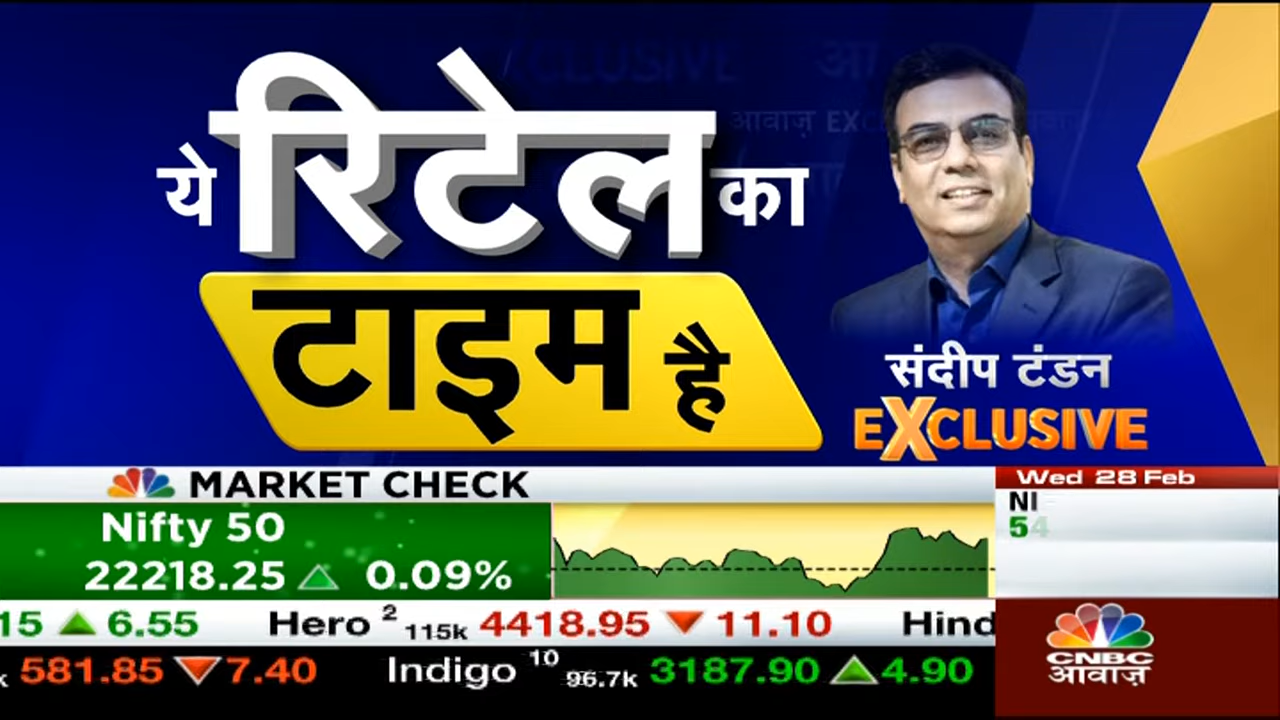 ये रिटेल का
टाइम है
संदीप टंडन
EXCLUSIVE
MARKET CHECK
Wed 28 Feb
Nifty 50
22218.25 ▲ 0.09%
NI
54
15 ▲ 6.55 Hero 2 115k 4418.95 ▼ 11.10 Hind
k 581.85 ▼ 7.40 Indigo 10 96.7k 3187.90 ▲ 4.90
CNBC
आवाज़